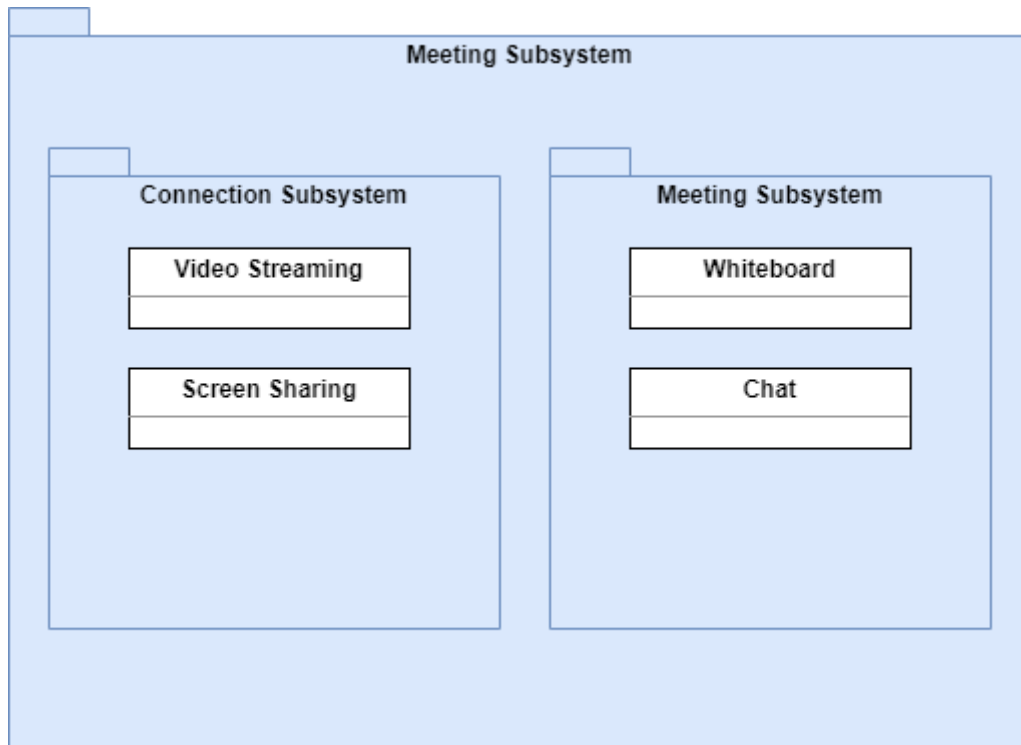 Meeting Subsystem
Connection Subsystem
Video Streaming
Screen Sharing
Meeting Subsystem
Whiteboard
Chat